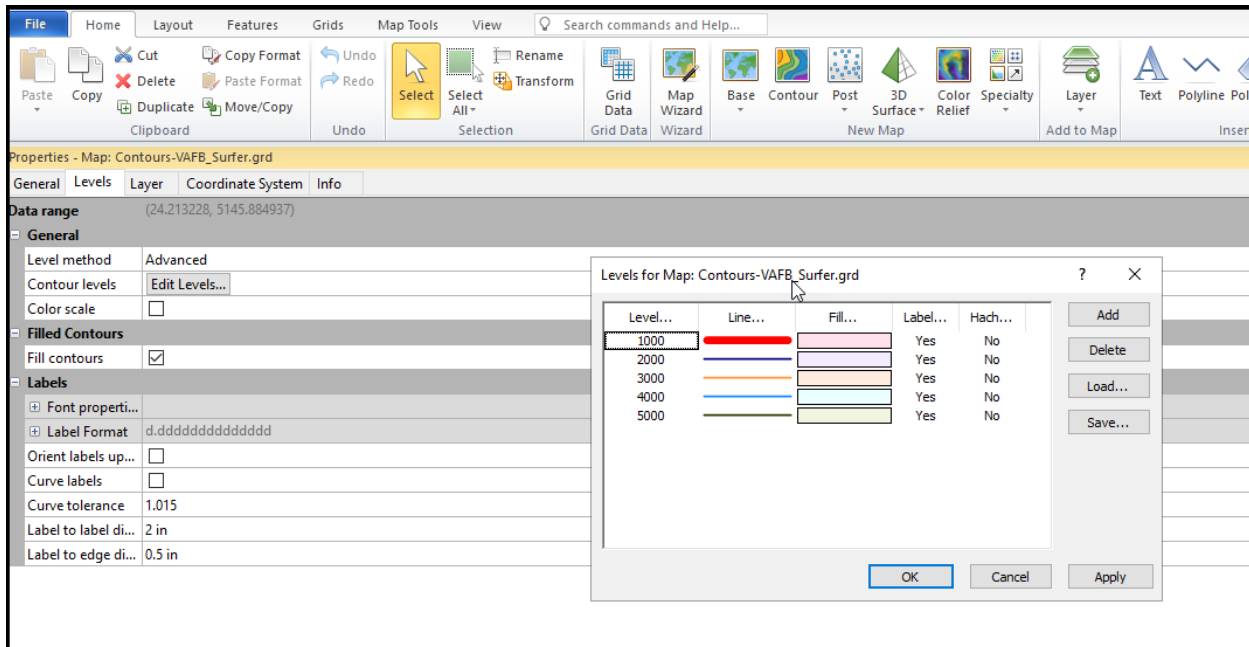 File Home Layout Features Grids Map Tools View Search commands and Help...
Paste Copy Cut Copy Format Undo Select Select All Rename Grid Data Map Wizard Base Contour Post 3D Surface Color Relief Specialty Layer Text Polyline Pol
Delete Paste Format Redo Transform
Duplicate Move/Copy
Clipboard Undo Selection Grid Data Wizard New Map Add to Map Inser
Properties - Map: Contours-VAFB_Surfer.grd
General Levels Layer Coordinate System Info
Data range (24.213228, 5145.884937)
General
Level method Advanced
Contour levels Edit Levels...
Color scale
Filled Contours
Fill contours
Labels
Font properti...
Label Format d.dddddddddddddd
Orient labels up...
Curve labels
Curve tolerance 1.015
Label to label di... 2 in
Label to edge di... 0.5 in
Levels for Map: Contours-VAFB_Surfer.grd ?
Level... Line... Fill... Label... Hach... Add
1000 Yes No
2000 Yes No Delete
3000 Yes No
4000 Yes No Load...
5000 Yes No Save...
OK Cancel Apply